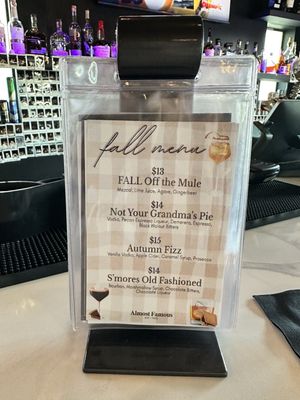 fall menu
$13
FALL Off the Mule
Mezcal, Lime Juice, Agave, Gingerbeer
$14
Not Your Grandma's Pie
Vodka, Pecan Espresso Liqueur, Demerara, Espresso,
Black Walnut Bitters
$15
Autumn Fizz
Vanilla Vodka, Apple Cider, Caramel Syrup, Prosecco
$14
S'mores Old Fashioned
Bourbon, Marshmallow Syrup, Chocolate Bitters,
Chocolate Liqueur
Almost Famous